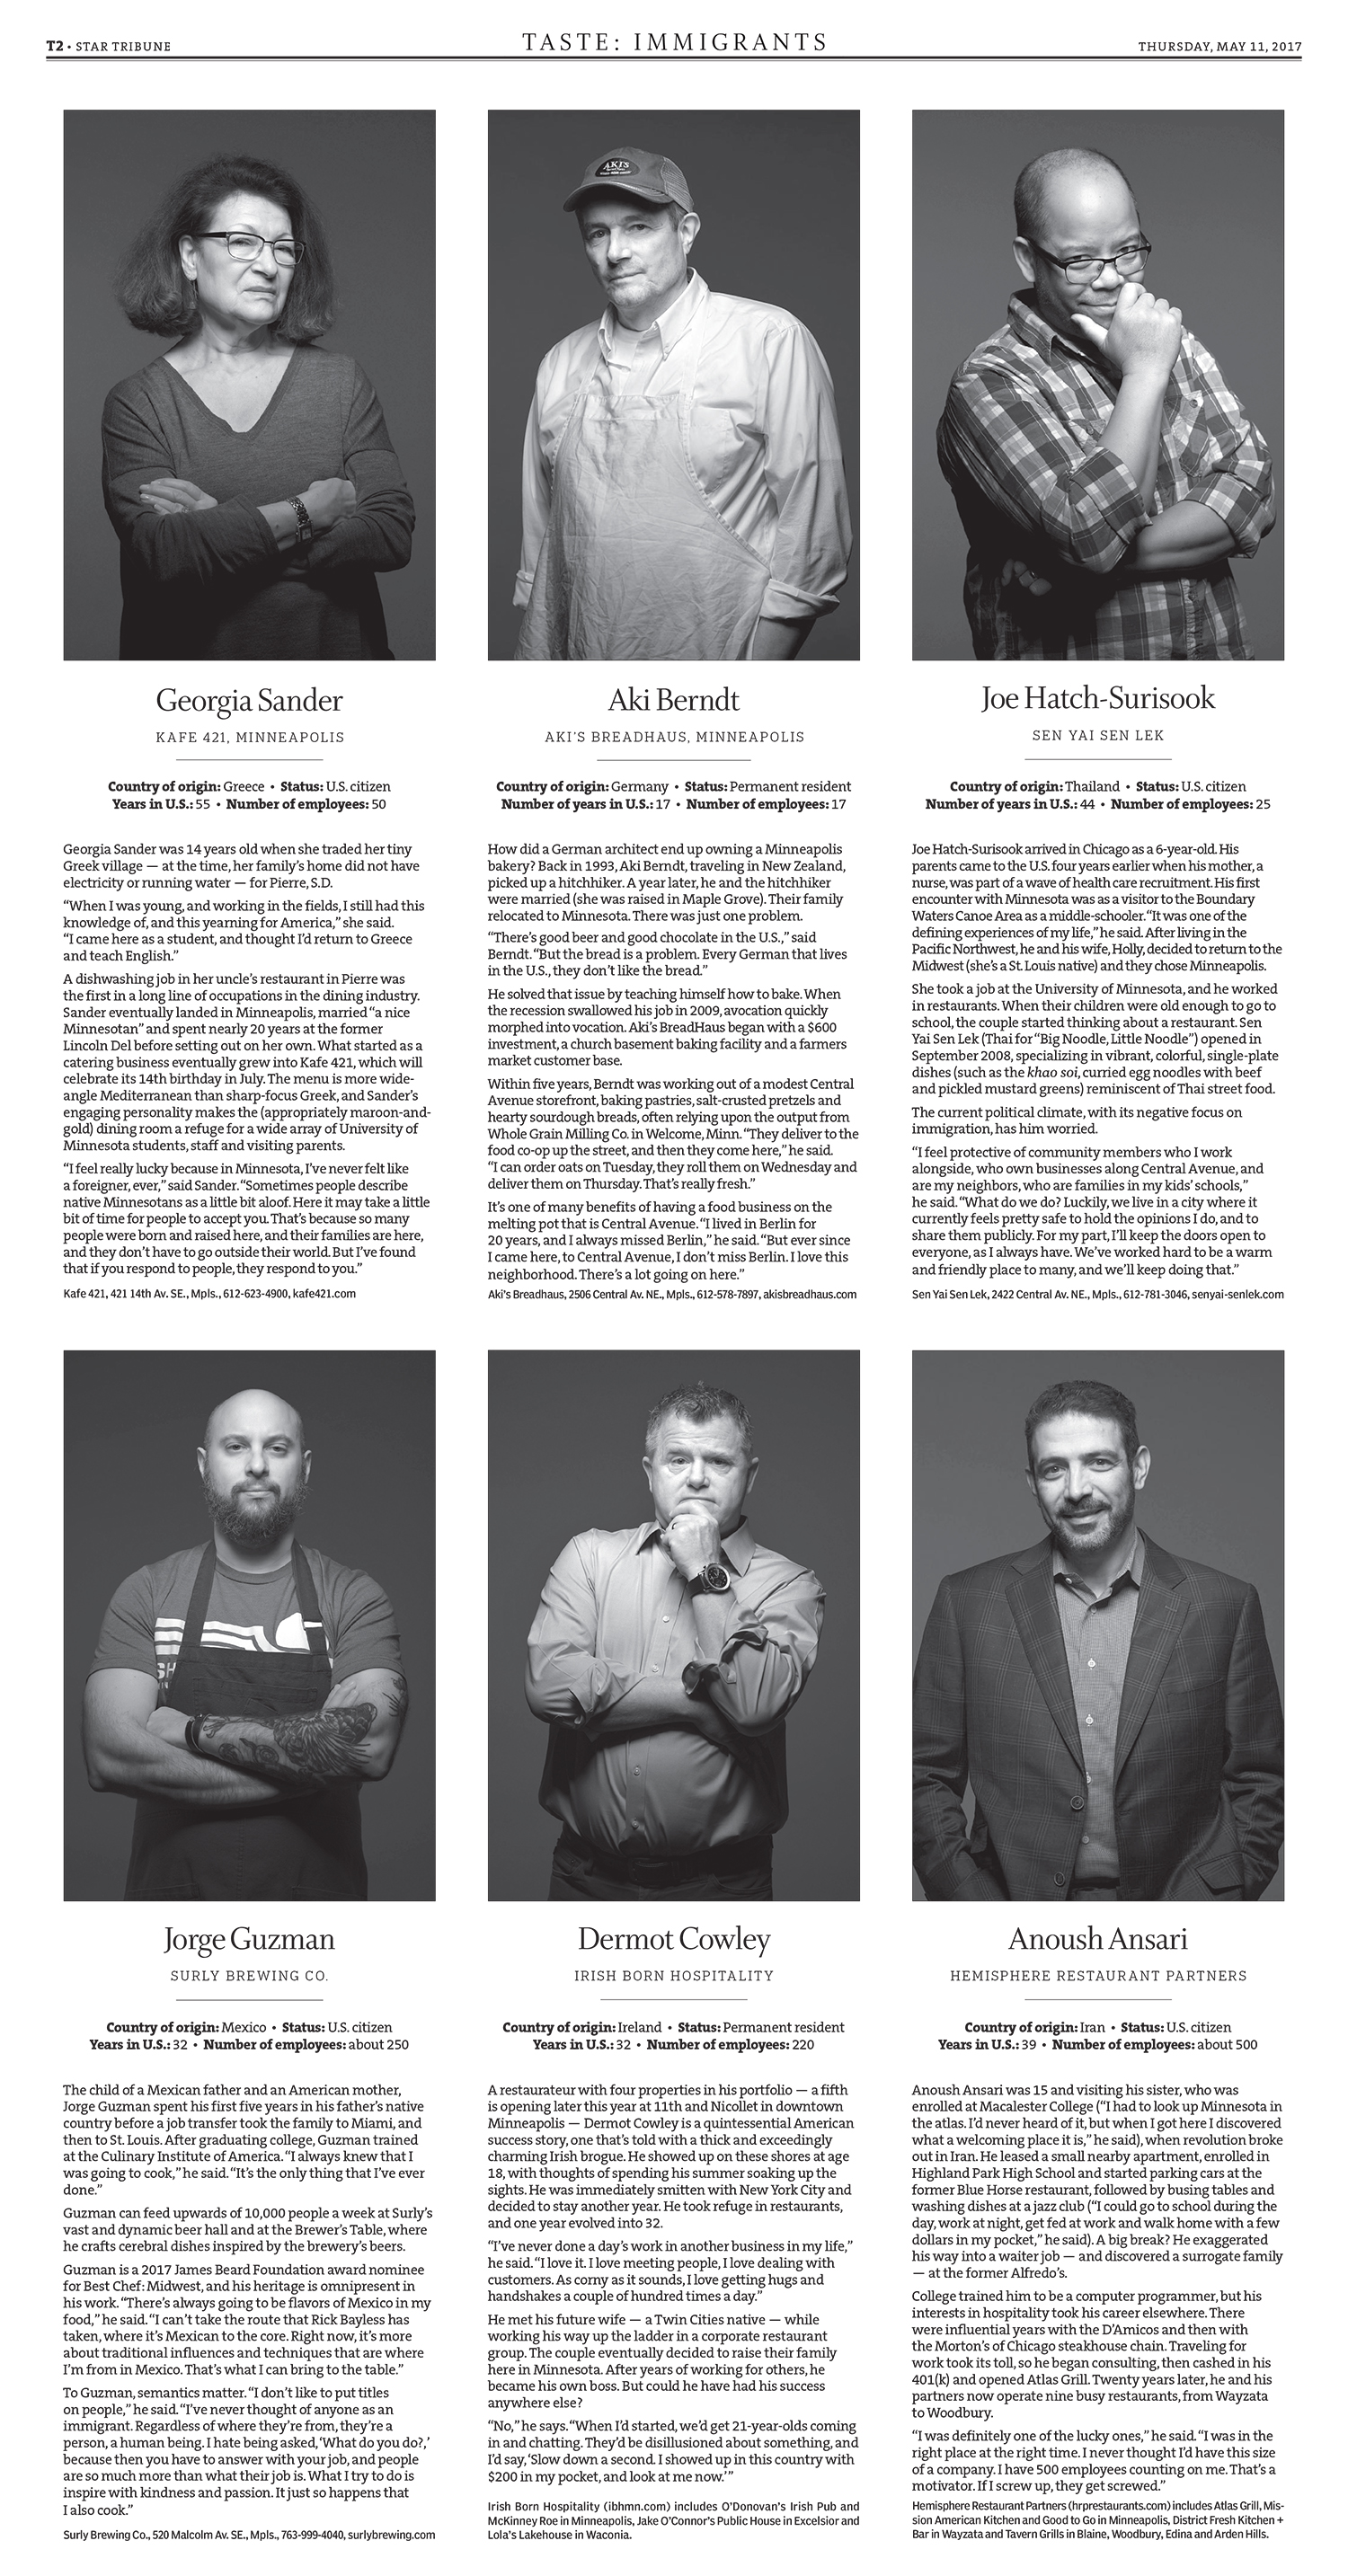 T2 • STAR TRIBUNE
TASTE: IMMIGRANTS
THURSDAY, MAY 11, 2017
AKI'S
Georgia Sander
KAFE 421, MINNEAPOLIS
Country of origin: Greece • Status: U.S. citizen
Years in U.S.: 55 • Number of employees: 50
Georgia Sander was 14 years old when she traded her tiny
Greek village — at the time, her family's home did not have
electricity or running water — for Pierre, S.D.
“When I was young, and working in the fields, I still had this
knowledge of, and this yearning for America,” she said.
“I came here as a student, and thought I'd return to Greece
and teach English.”
A dishwashing job in her uncle's restaurant in Pierre was
the first in a long line of occupations in the dining industry.
Sander eventually landed in Minneapolis, married “a nice
Minnesotan” and spent nearly 20 years at the former
Lincoln Del before setting out on her own. What started as a
catering business eventually grew into Kafe 421, which will
celebrate its 14th birthday in July. The menu is more wide-
angle Mediterranean than sharp-focus Greek, and Sander's
engaging personality makes the (appropriately maroon-and-
gold) dining room a refuge for a wide array of University of
Minnesota students, staff and visiting parents.
“I feel really lucky because in Minnesota, I've never felt like
a foreigner, ever,” said Sander. “Sometimes people describe
native Minnesotans as a little bit aloof. Here it may take a little
bit of time for people to accept you. That's because so many
people were born and raised here, and their families are here,
and they don't have to go outside their world. But I've found
that if you respond to people, they respond to you.”
Kafe 421, 421 14th Av. SE., Mpls., 612-623-4900, kafe421.com
Aki Berndt
AKI'S BREADHAUS, MINNEAPOLIS
Country of origin: Germany • Status: Permanent resident
Number of years in U.S.: 17 • Number of employees: 17
How did a German architect end up owning a Minneapolis
bakery? Back in 1993, Aki Berndt, traveling in New Zealand,
picked up a hitchhiker. A year later, he and the hitchhiker
were married (she was raised in Maple Grove). Their family
relocated to Minnesota. There was just one problem.
“There's good beer and good chocolate in the U.S.,” said
Berndt. “But the bread is a problem. Every German that lives
in the U.S., they don't like the bread.”
He solved that issue by teaching himself how to bake. When
the recession swallowed his job in 2009, avocation quickly
morphed into vocation. Aki's BreadHaus began with a $600
investment, a church basement baking facility and a farmers
market customer base.
Within five years, Berndt was working out of a modest Central
Avenue storefront, baking pastries, salt-crusted pretzels and
hearty sourdough breads, often relying upon the output from
Whole Grain Milling Co. in Welcome, Minn. “They deliver to the
food co-op up the street, and then they come here,” he said.
“I can order oats on Tuesday, they roll them on Wednesday and
deliver them on Thursday. That's really fresh.”
It's one of many benefits of having a food business on the
melting pot that is Central Avenue. “I lived in Berlin for
20 years, and I always missed Berlin,” he said. “But ever since
I came here, to Central Avenue, I don't miss Berlin. I love this
neighborhood. There's a lot going on here.”
Aki's Breadhaus, 2506 Central Av. NE., Mpls., 612-578-7897, akisbreadhaus.com
Joe Hatch-Surisook
SEN YAI SEN LEK
Country of origin: Thailand • Status: U.S. citizen
Number of years in U.S.: 44 • Number of employees: 25
Joe Hatch-Surisook arrived in Chicago as a 6-year-old. His
parents came to the U.S. four years earlier when his mother, a
nurse, was part of a wave of health care recruitment. His first
encounter with Minnesota was as a visitor to the Boundary
Waters Canoe Area as a middle-schooler. “It was one of the
defining experiences of my life,” he said. After living in the
Pacific Northwest, he and his wife, Holly, decided to return to the
Midwest (she's a St. Louis native) and they chose Minneapolis.
She took a job at the University of Minnesota, and he worked
in restaurants. When their children were old enough to go to
school, the couple started thinking about a restaurant. Sen
Yai Sen Lek (Thai for “Big Noodle, Little Noodle”) opened in
September 2008, specializing in vibrant, colorful, single-plate
dishes (such as the khao soi, curried egg noodles with beef
and pickled mustard greens) reminiscent of Thai street food.
The current political climate, with its negative focus on
immigration, has him worried.
“I feel protective of community members who I work
alongside, who own businesses along Central Avenue, and
are my neighbors, who are families in my kids' schools,”
he said. “What do we do? Luckily, we live in a city where it
currently feels pretty safe to hold the opinions I do, and to
share them publicly. For my part, I'll keep the doors open to
everyone, as I always have. We've worked hard to be a warm
and friendly place to many, and we'll keep doing that.”
Sen Yai Sen Lek, 2422 Central Av. NE., Mpls., 612-781-3046, senyai-senlek.com
Jorge Guzman
SURLY BREWING CO.
Country of origin: Mexico • Status: U.S. citizen
Years in U.S.: 32 • Number of employees: about 250
The child of a Mexican father and an American mother,
Jorge Guzman spent his first five years in his father's native
country before a job transfer took the family to Miami, and
then to St. Louis. After graduating college, Guzman trained
at the Culinary Institute of America. “I always knew that I
was going to cook,” he said. “It's the only thing that I've ever
done.”
Guzman can feed upwards of 10,000 people a week at Surly's
vast and dynamic beer hall and at the Brewer's Table, where
he crafts cerebral dishes inspired by the brewery's beers.
Guzman is a 2017 James Beard Foundation award nominee
for Best Chef: Midwest, and his heritage is omnipresent in
his work. “There's always going to be flavors of Mexico in my
food,” he said. “I can't take the route that Rick Bayless has
taken, where it's Mexican to the core. Right now, it's more
about traditional influences and techniques that are where
I'm from in Mexico. That's what I can bring to the table.”
To Guzman, semantics matter. “I don't like to put titles
on people,” he said. “I've never thought of anyone as an
immigrant. Regardless of where they're from, they're a
person, a human being. I hate being asked, ‘What do you do?,’
because then you have to answer with your job, and people
are so much more than what their job is. What I try to do is
inspire with kindness and passion. It just so happens that
I also cook.”
Surly Brewing Co., 520 Malcolm Av. SE., Mpls., 763-999-4040, surlybrewing.com
Dermot Cowley
IRISH BORN HOSPITALITY
Country of origin: Ireland • Status: Permanent resident
Years in U.S.: 32 • Number of employees: 220
A restaurateur with four properties in his portfolio — a fifth
is opening later this year at 11th and Nicollet in downtown
Minneapolis — Dermot Cowley is a quintessential American
success story, one that's told with a thick and exceedingly
charming Irish brogue. He showed up on these shores at age
18, with thoughts of spending his summer soaking up the
sights. He was immediately smitten with New York City and
decided to stay another year. He took refuge in restaurants,
and one year evolved into 32.
“I've never done a day's work in another business in my life,”
he said. “I love it. I love meeting people, I love dealing with
customers. As corny as it sounds, I love getting hugs and
handshakes a couple of hundred times a day.”
He met his future wife — a Twin Cities native — while
working his way up the ladder in a corporate restaurant
group. The couple eventually decided to raise their family
here in Minnesota. After years of working for others, he
became his own boss. But could he have had his success
anywhere else?
“No,” he says. “When I'd started, we'd get 21-year-olds coming
in and chatting. They'd be disillusioned about something, and
I'd say, ‘Slow down a second. I showed up in this country with
$200 in my pocket, and look at me now.’”
Irish Born Hospitality (ibhmn.com) includes O'Donovan's Irish Pub and
McKinney Roe in Minneapolis, Jake O'Connor's Public House in Excelsior and
Lola's Lakehouse in Waconia.
Anoush Ansari
HEMISPHERE RESTAURANT PARTNERS
Country of origin: Iran • Status: U.S. citizen
Years in U.S.: 39 • Number of employees: about 500
Anoush Ansari was 15 and visiting his sister, who was
enrolled at Macalester College (“I had to look up Minnesota in
the atlas. I'd never heard of it, but when I got here I discovered
what a welcoming place it is,” he said), when revolution broke
out in Iran. He leased a small nearby apartment, enrolled in
Highland Park High School and started parking cars at the
former Blue Horse restaurant, followed by busing tables and
washing dishes at a jazz club (“I could go to school during the
day, work at night, get fed at work and walk home with a few
dollars in my pocket,” he said). A big break? He exaggerated
his way into a waiter job — and discovered a surrogate family
— at the former Alfredo's.
College trained him to be a computer programmer, but his
interests in hospitality took his career elsewhere. There
were influential years with the D'Amicos and then with
the Morton's of Chicago steakhouse chain. Traveling for
work took its toll, so he began consulting, then cashed in his
401(k) and opened Atlas Grill. Twenty years later, he and his
partners now operate nine busy restaurants, from Wayzata
to Woodbury.
“I was definitely one of the lucky ones,” he said. “I was in the
right place at the right time. I never thought I'd have this size
of a company. I have 500 employees counting on me. That's a
motivator. If I screw up, they get screwed.”
Hemisphere Restaurant Partners (hrprestaurants.com) includes Atlas Grill, Mis-
sion American Kitchen and Good to Go in Minneapolis, District Fresh Kitchen +
Bar in Wayzata and Tavern Grills in Blaine, Woodbury, Edina and Arden Hills.